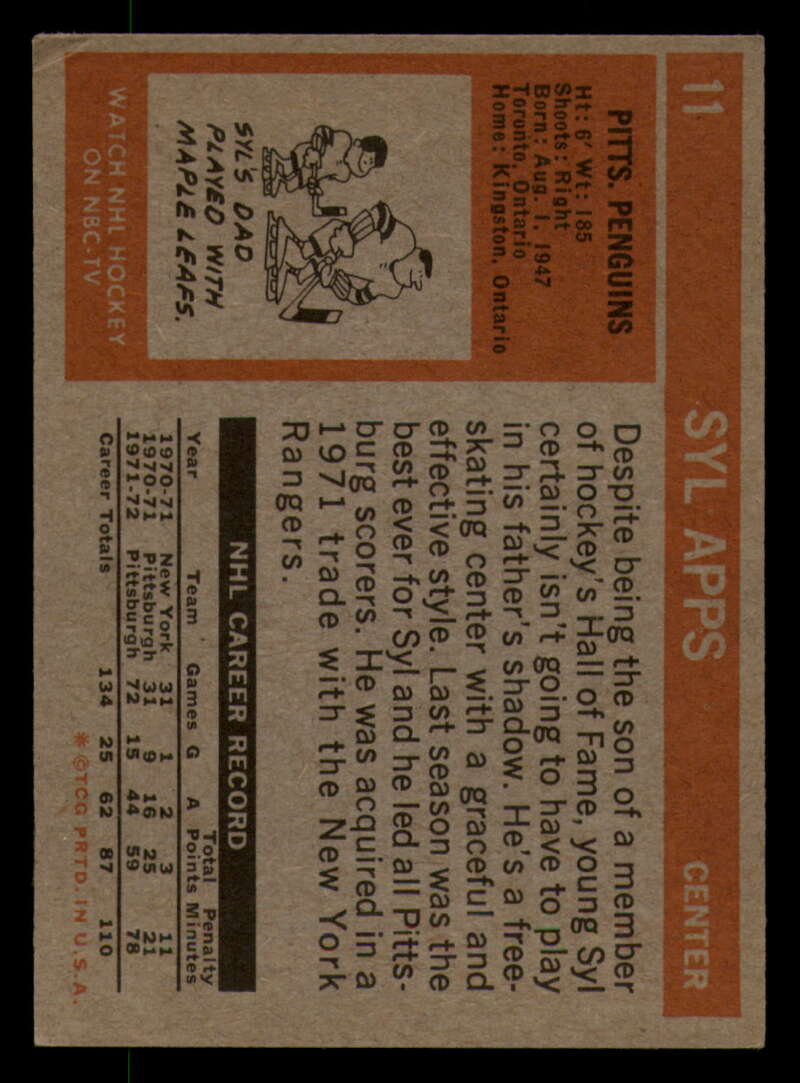 11 SYL APPS CENTER
PITTS. PENGUINS
Ht: 6' Wt: 185
Shoots: Right
Born: Aug. 1, 1947
Toronto, Ontario
Home: Kingston, Ontario
SYL'S DAD
PLAYED WITH
MAPLE LEAFS.
WATCH NHL HOCKEY
ON NBC-TV
Despite being the son of a member
of hockey's Hall of Fame, young Syl
certainly isn't going to have to play
in his father's shadow. He's a free-
skating center with a graceful and
effective style. Last season was the
best ever for Syl and he led all Pitts-
burg scorers. He was acquired in a
1971 trade with the New York
Rangers.
NHL CAREER RECORD
Year Team Games G A Total Points Penalty Minutes
1970-71 New York 31 1 2 3 11
1970-71 Pittsburgh 31 9 16 25 21
1971-72 Pittsburgh 72 15 44 59 78
Career Totals 134 25 62 87 110
* ©TCG PRTD. IN U.S.A.